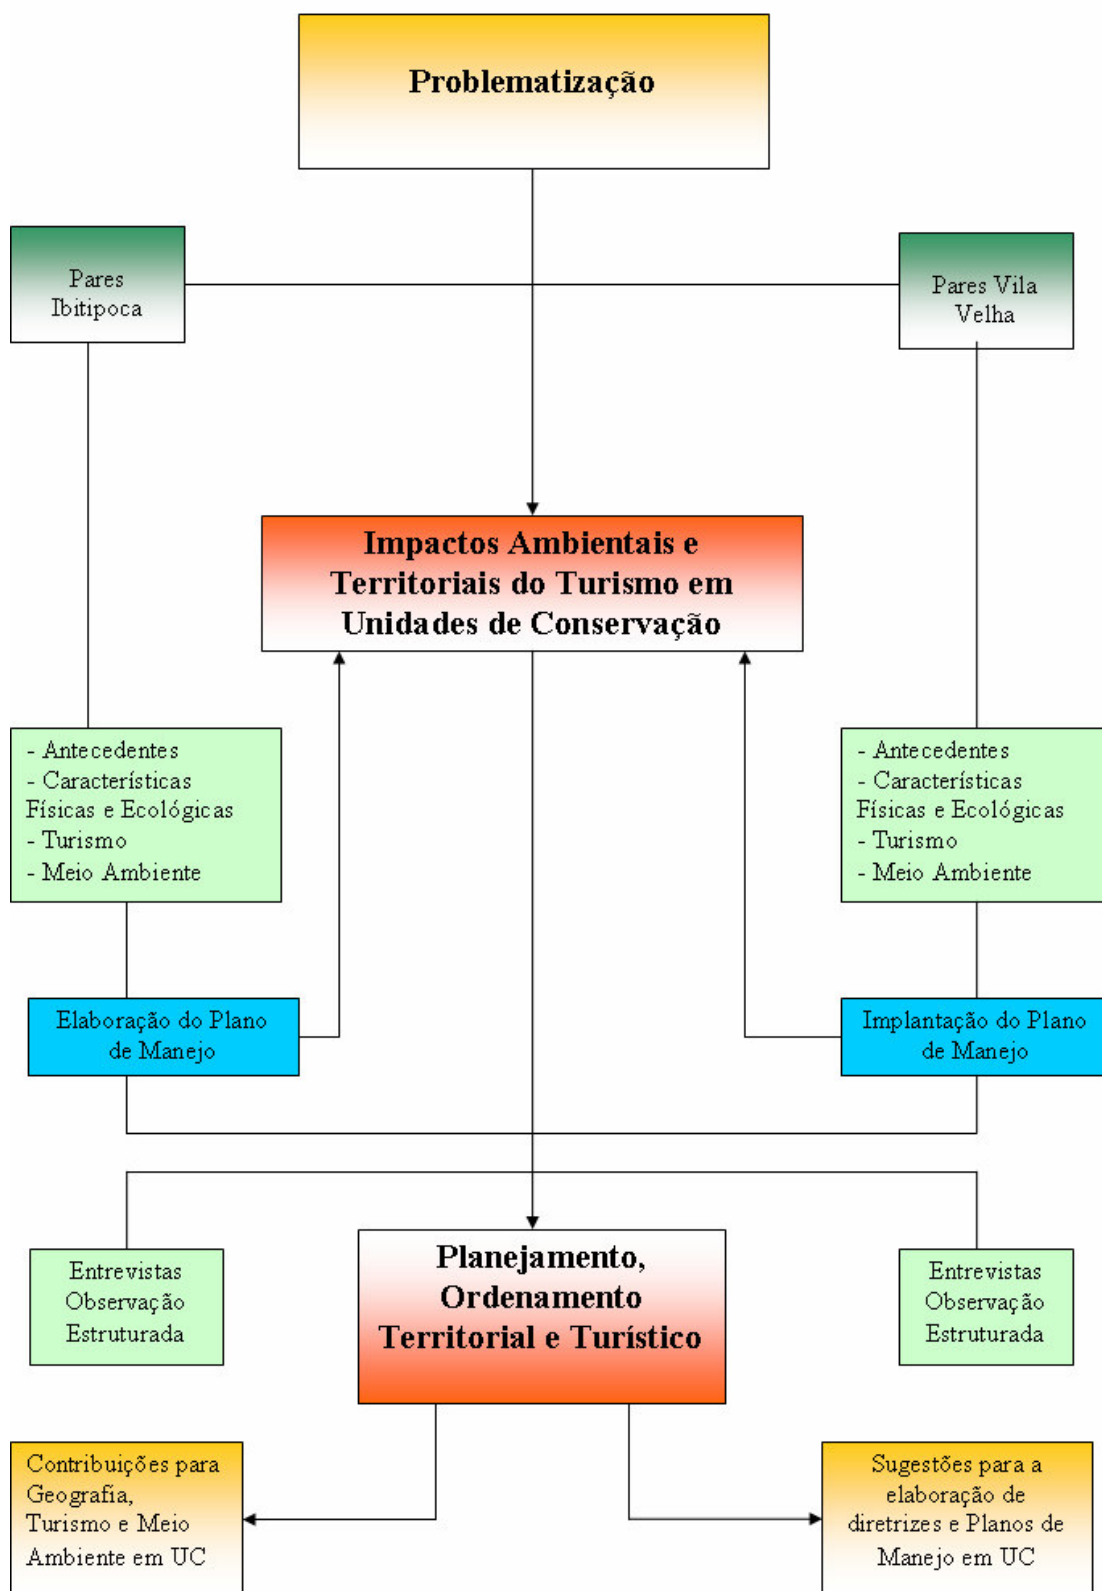 Problematização
Pares
Ibitipoca
Pares Vila
Velha
Impactos Ambientais e
Territoriais do Turismo em
Unidades de Conservação
- Antecedentes
- Características
Físicas e Ecológicas
- Turismo
- Meio Ambiente
- Antecedentes
- Características
Físicas e Ecológicas
- Turismo
- Meio Ambiente
Elaboração do Plano
de Manejo
Implantação do Plano
de Manejo
Entrevistas
Observação
Estruturada
Planejamento,
Ordenamento
Territorial e Turístico
Entrevistas
Observação
Estruturada
Contribuições para
Geografia,
Turismo e Meio
Ambiente em UC
Sugestões para a
elaboração de
diretrizes e Planos de
Manejo em UC